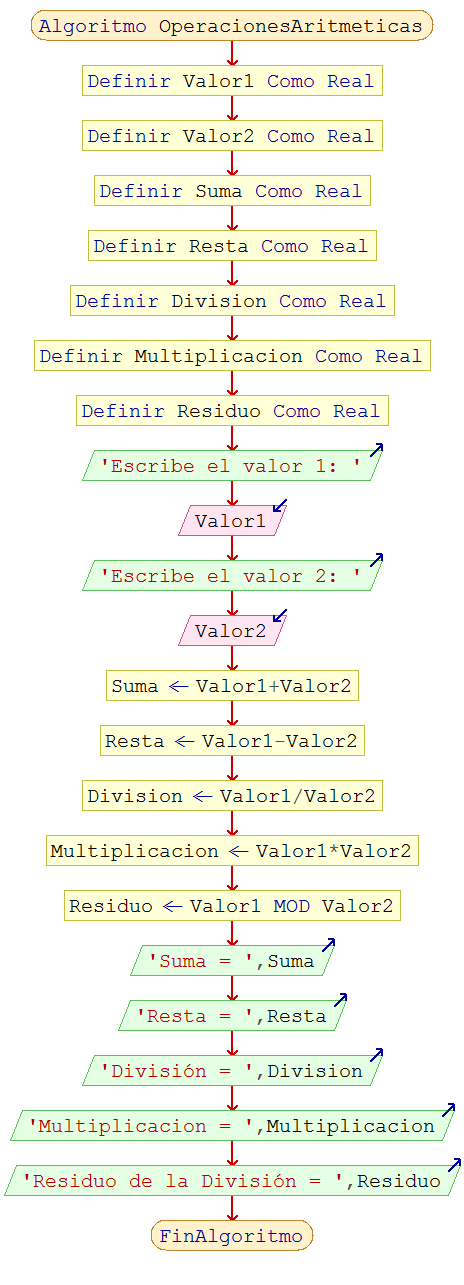 Algoritmo OperacionesAritmeticas
Definir Valor1 Como Real
Definir Valor2 Como Real
Definir Suma Como Real
Definir Resta Como Real
Definir Division Como Real
Definir Multiplicacion Como Real
Definir Residuo Como Real
'Escribe el valor 1: '
Valor1
'Escribe el valor 2: '
Valor2
Suma ← Valor1+Valor2
Resta ← Valor1-Valor2
Division ← Valor1/Valor2
Multiplicacion ← Valor1*Valor2
Residuo ← Valor1 MOD Valor2
'Suma = ',Suma
'Resta = ',Resta
'División = ',Division
'Multiplicacion = ',Multiplicacion
'Residuo de la División = ',Residuo
FinAlgoritmo